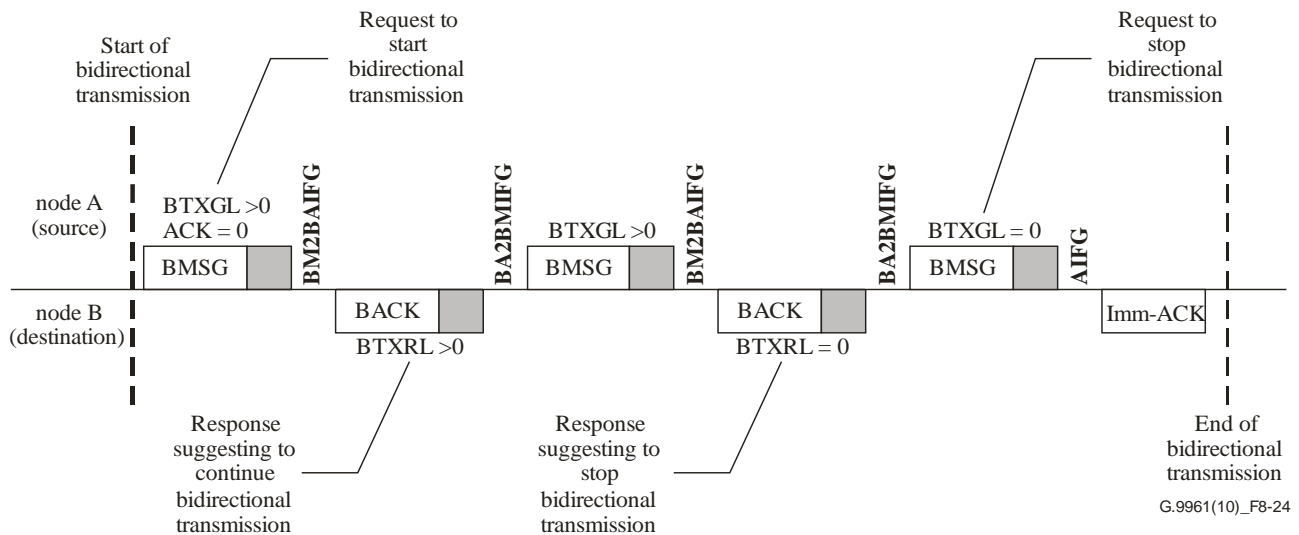 Start of
bidirectional
transmission
Request to
start
bidirectional
transmission
Request to
stop
bidirectional
transmission
node A
(source)
BTXGL >0
ACK = 0
BMSG
BM2BAIFG
BA2BMIFG
BTXGL >0
BMSG
BM2BAIFG
BA2BMIFG
BTXGL = 0
BMSG
AIFG
node B
(destination)
BACK
BTXRL >0
BACK
BTXRL = 0
Imm-ACK
Response
suggesting to
continue
bidirectional
transmission
Response
suggesting to
stop
bidirectional
transmission
End of
bidirectional
transmission
G.9961(10)_F8-24